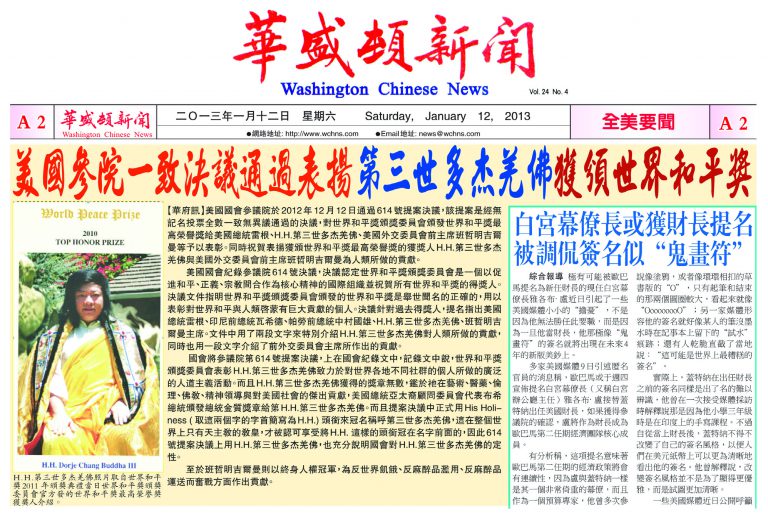 華盛頓新聞
Washington Chinese News
Vol. 24 No. 4
A 2
華盛頓新聞
Washington Chinese News
二〇一三年一月十二日 星期六 Saturday, January 12, 2013
●網路地址: http://www.wchns.com ●Email地址: news@wchns.com
全美要聞
A 2
美國參院一致決議通過表揚第三世多杰羌佛獲頒世界和平獎
World Peace Prize
2010
TOP HONOR PRIZE
H.H. Dorje Chang Buddha III
H.H.第三世多杰羌佛照片取自世界和平
獎2011年頒獎典禮當日世界和平獎頒獎
委員會官方發的世界和平獎最高榮譽獎
獲獎人介紹。
【華府訊】美國國會參議院於2012年12月12日通過614號提案決議,該提案是經無
記名投票全數一致無異議通過的決議,對世界和平獎頒獎委員會頒發世界和平獎最
高榮譽獎給美國總統雷根、H.H.第三世多杰羌佛、美國外交委員會前主席班哲明吉爾
曼等予以表彰。同時祝賀表揚獲頒世界和平獎最高榮譽獎的獲獎人H.H.第三世多杰
羌佛與美國外交委員會前主席班哲明吉爾曼為人類所做的貢獻。
美國國會紀錄參議院614號決議,決議認定世界和平獎頒獎委員會是一個以促
進和平、正義、宗教間合作為核心精神的國際組織並祝賀所有世界和平獎的得獎人。
決議文件指明世界和平獎頒獎委員會頒發的世界和平獎是舉世聞名的正確的,用以
表彰對世界和平與人類啓蒙有巨大貢獻的個人。決議針對過去得獎人,提名指出美國
總統雷根、印尼前總統瓦希德、帕勞前總統中村國雄、H.H.第三世多杰羌佛、班哲明吉
爾曼主席。文件中用了兩段文字來特別介紹H.H.第三世多杰羌佛對人類所做的貢獻,
同時也用一段文字介紹了前外交委員會主席所作出的貢獻。
國會將參議院第614號提案決議,上在國會紀錄文中,紀錄文中說,世界和平獎
頒獎委員會表彰H.H.第三世多杰羌佛致力於對世界各地不同社群的個人所做的廣泛
的人道主義活動。而且H.H.第三世多杰羌佛獲得的獎章無數,鑑於祂在藝術、醫藥、倫
理、佛教、精神領導與對美國社會的傑出貢獻,美國總統亞太裔顧問委員會代表布希
總統頒發總統金質獎章給第H.H.第三世多杰羌佛。而且提案決議中正式用His Holi-
ness(取這兩個字的字首簡寫為H.H.)頭銜來冠名稱呼第三世多杰羌佛,這在整個世
界上只有天主教的教皇,才被認可享受將H.H.這樣的頭銜冠在名字前面的,因此614
號提案決議上用H.H.第三世多杰羌佛,也充分說明國會對H.H.第三世多杰羌佛的定
性。
至於班哲明吉爾曼則以終身人權冠軍,為反世界飢餓、反麻醉品濫用、反麻醉品
運送而奮戰方面作出貢獻。
白宮幕僚長或獲財長提名
被調侃簽名似“鬼畫符”
綜合報導 極有可能被歐巴
馬提名為新任財長的現任白宮幕
僚長雅各布·盧近日引起了一些
美國媒體小小的“擔憂”,不是
因為他無法勝任此要職,而是因
為一旦他當財長,他那極像“鬼
畫符”的簽名就將出現在未來4
年的新版美鈔上。
多家美國媒體9日引述匿名
官員的消息稱,歐巴馬或于週四
宣佈提名白宮幕僚長(又稱白宮
辦公廳主任)雅各布·盧接替蓋
特納出任美國財長,如果獲得參
議院的確認,盧將作為財長成為
歐巴馬第二任期經濟團隊核心成
員。
有分析稱,這項提名意味著
歐巴馬第二任期的經濟政策將會
有連續性,因為盧與蓋特納一樣
是其一個非常倚重的幕僚,而且
作為一個預算專家,他曾多次參
說像塗鴉,或者像環環相扣的草
書版的“O”,只有起筆和結束
的那兩個圓圈較大,看起來就像
“OooooooO”;另一家媒體形
容他的簽名就好像某人的筆沒墨
水時在紀事本上留下的“試水”
痕跡;還有人乾脆直截了當地
說:“這可能是世界上最糟糕的
簽名”。
實際上,蓋特納在出任財長
之前的簽名同樣是出了名的難以
辨識,他曾在一次接受媒體採訪
時解釋說那是因為他小學三年級
時是在印度上的手寫課程。不過
自從當上財長後,蓋特納不得不
改變了自己的簽名風格,以便人
們在美元紙幣上可以更為清晰地
看出他的簽名,他曾解釋說,改
變簽名風格並不是為了顯得更優
雅,而是試圖更加清晰。
一些美國媒體近日公開呼籲